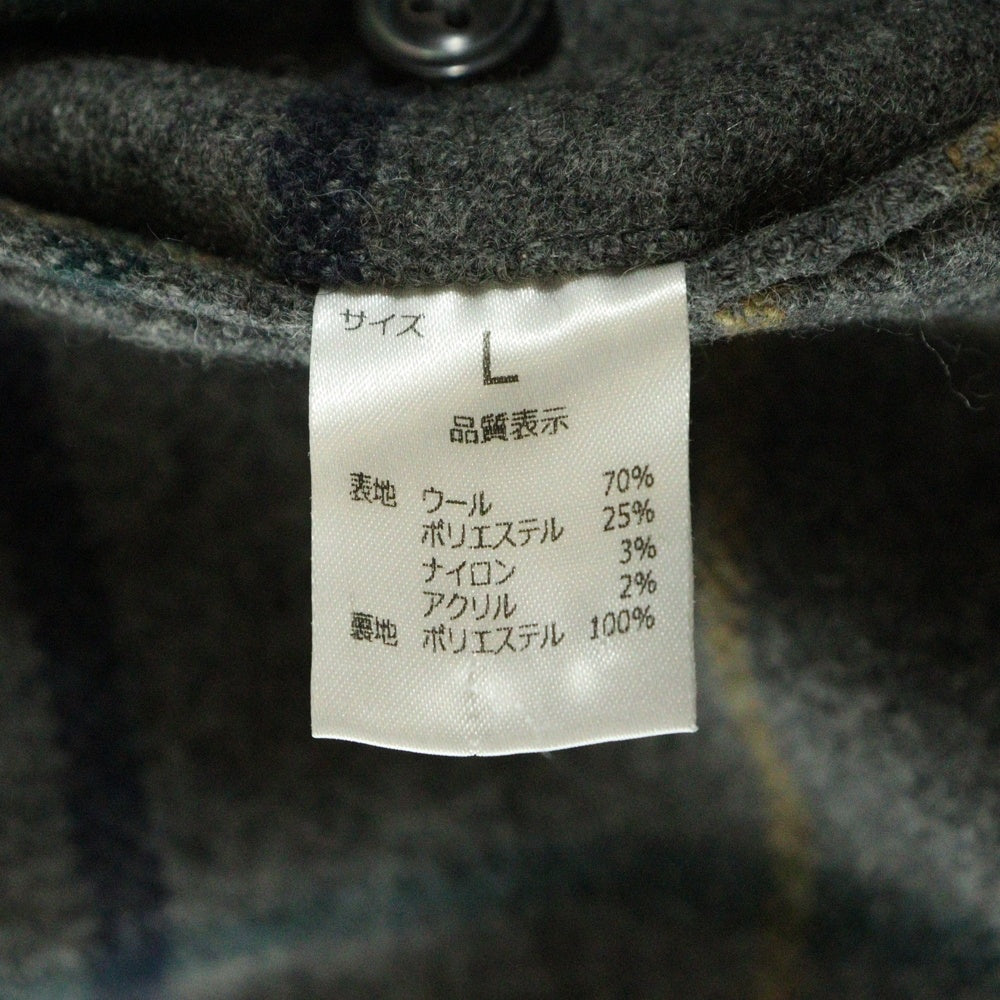 サイズ
L
品質表示
表地 ウール 70%
ポリエステル 25%
ナイロン 3%
アクリル 2%
裏地 ポリエステル 100%